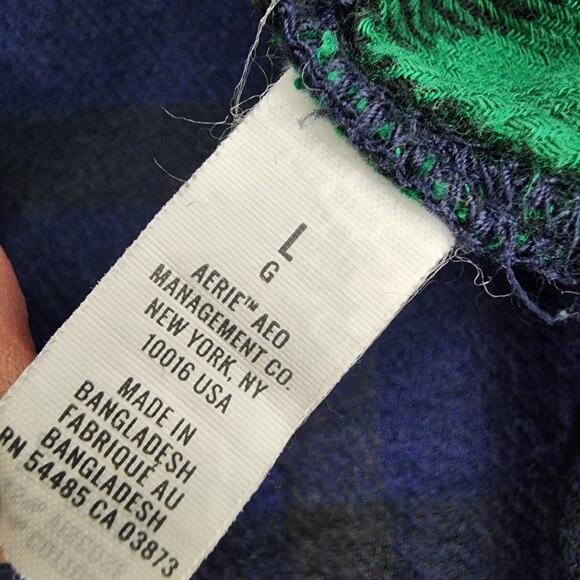 L
G
AERIE™ AEO
MANAGEMENT CO.
NEW YORK, NY
10016 USA
MADE IN
BANGLADESH
FABRIQUÉ AU
BANGLADESH
RN 54485 CA 03873